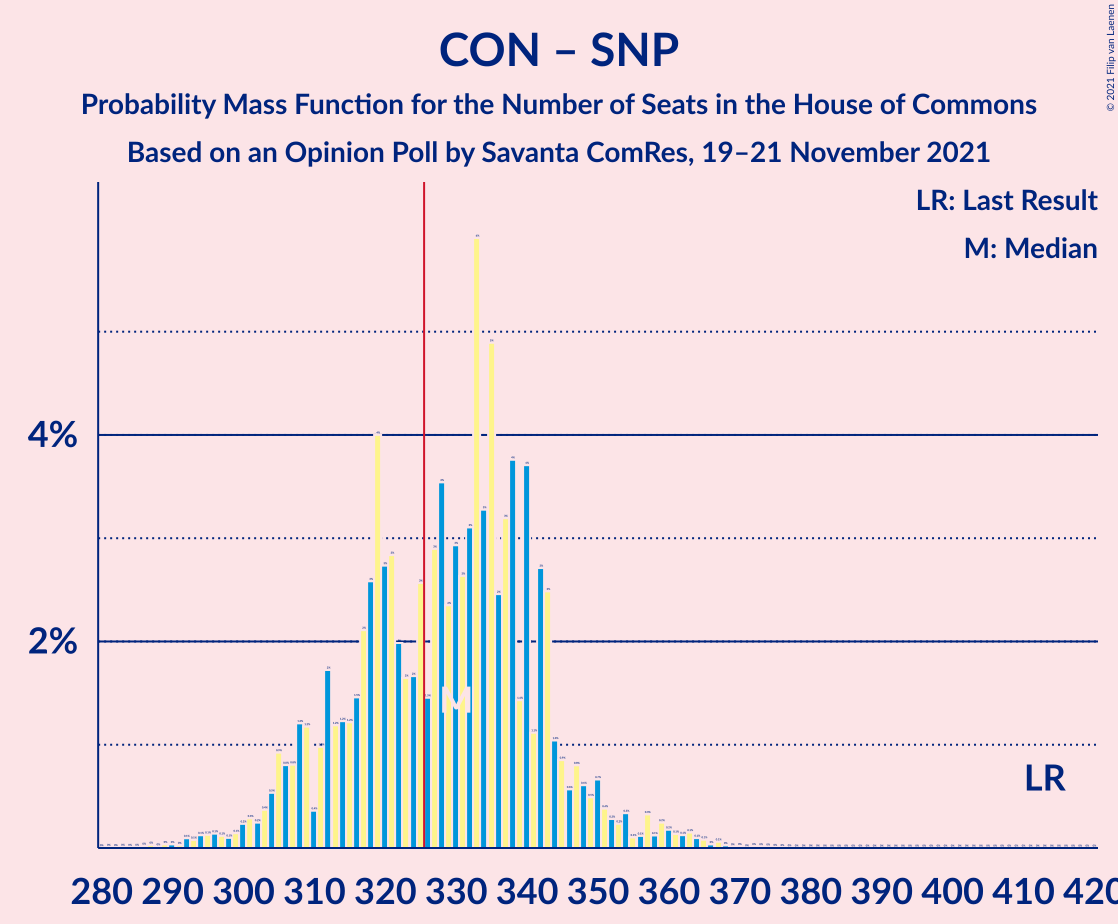 CON – SNP
Probability Mass Function for the Number of Seats in the House of Commons
Based on an Opinion Poll by Savanta ComRes, 19–21 November 2021
© 2021 Filip van Laenen
LR: Last Result
M: Median
4%
2%
M
LR
280 290 300 310 320 330 340 350 360 370 380 390 400 410 420